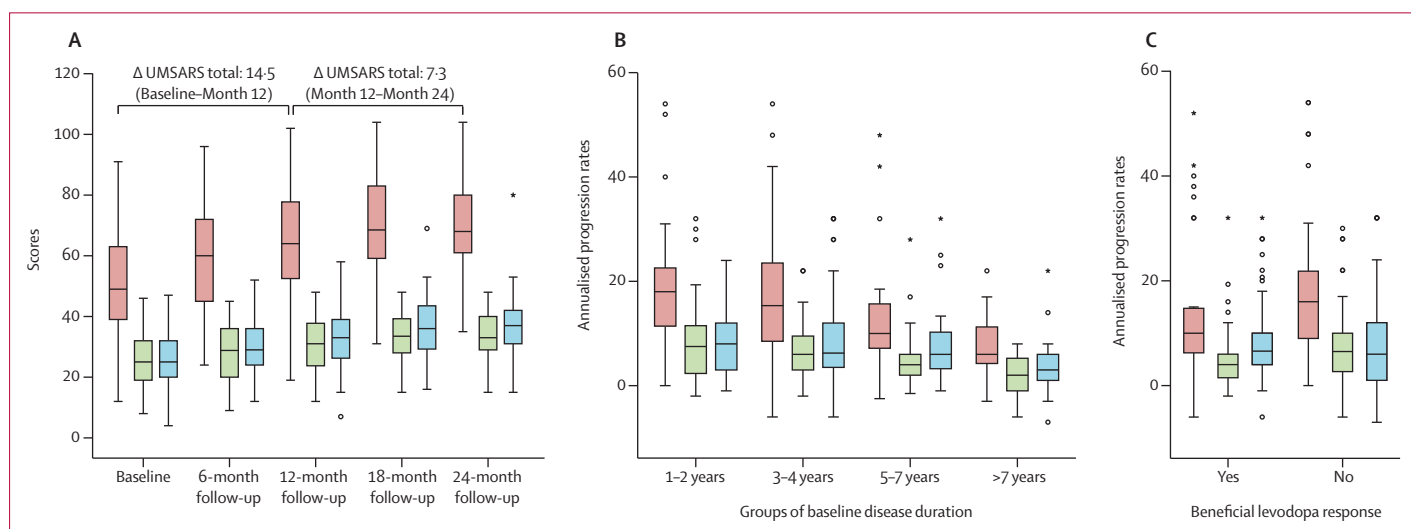 A
Δ UMSARS total: 14·5
(Baseline–Month 12)
Δ UMSARS total: 7·3
(Month 12–Month 24)
Scores
120
100
80
60
40
20
0
Baseline
6-month
follow-up
12-month
follow-up
18-month
follow-up
24-month
follow-up
B
Annualised progression rates
60
40
20
0
1–2 years
3–4 years
5–7 years
>7 years
Groups of baseline disease duration
C
Annualised progression rates
60
40
20
0
Yes
No
Beneficial levodopa response